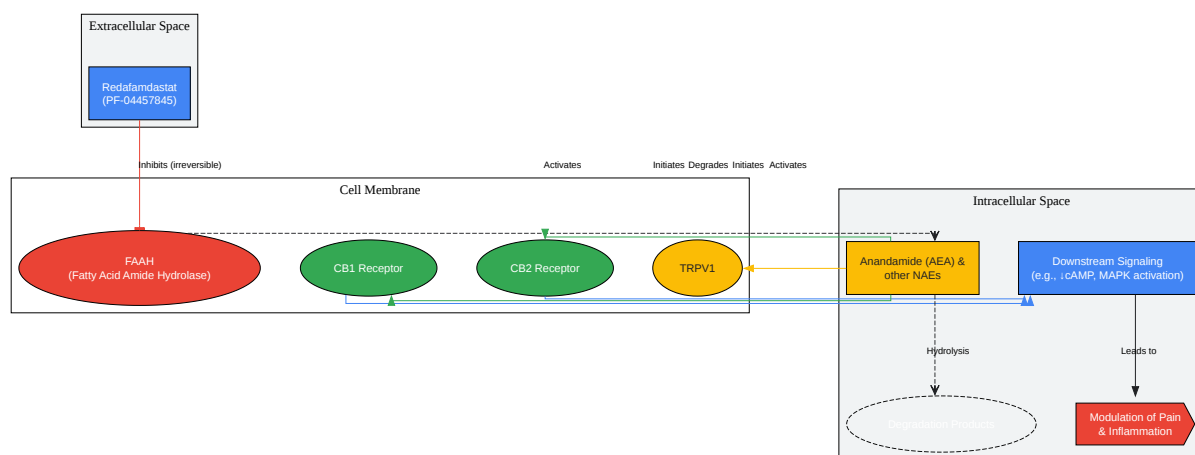 Extracellular Space
Redafamdastat
(PF-04457845)
Inhibits (irreversible)
Activates
Initiates
Degrades
Initiates
Activates
Cell Membrane
Intracellular Space
FAAH
(Fatty Acid Amide Hydrolase)
CB1 Receptor
CB2 Receptor
TRPV1
Anandamide (AEA) &
other NAEs
Downstream Signaling
(e.g., ↓cAMP, MAPK activation)
Hydrolysis
Leads to
Degradation Products
Modulation of Pain
& Inflammation